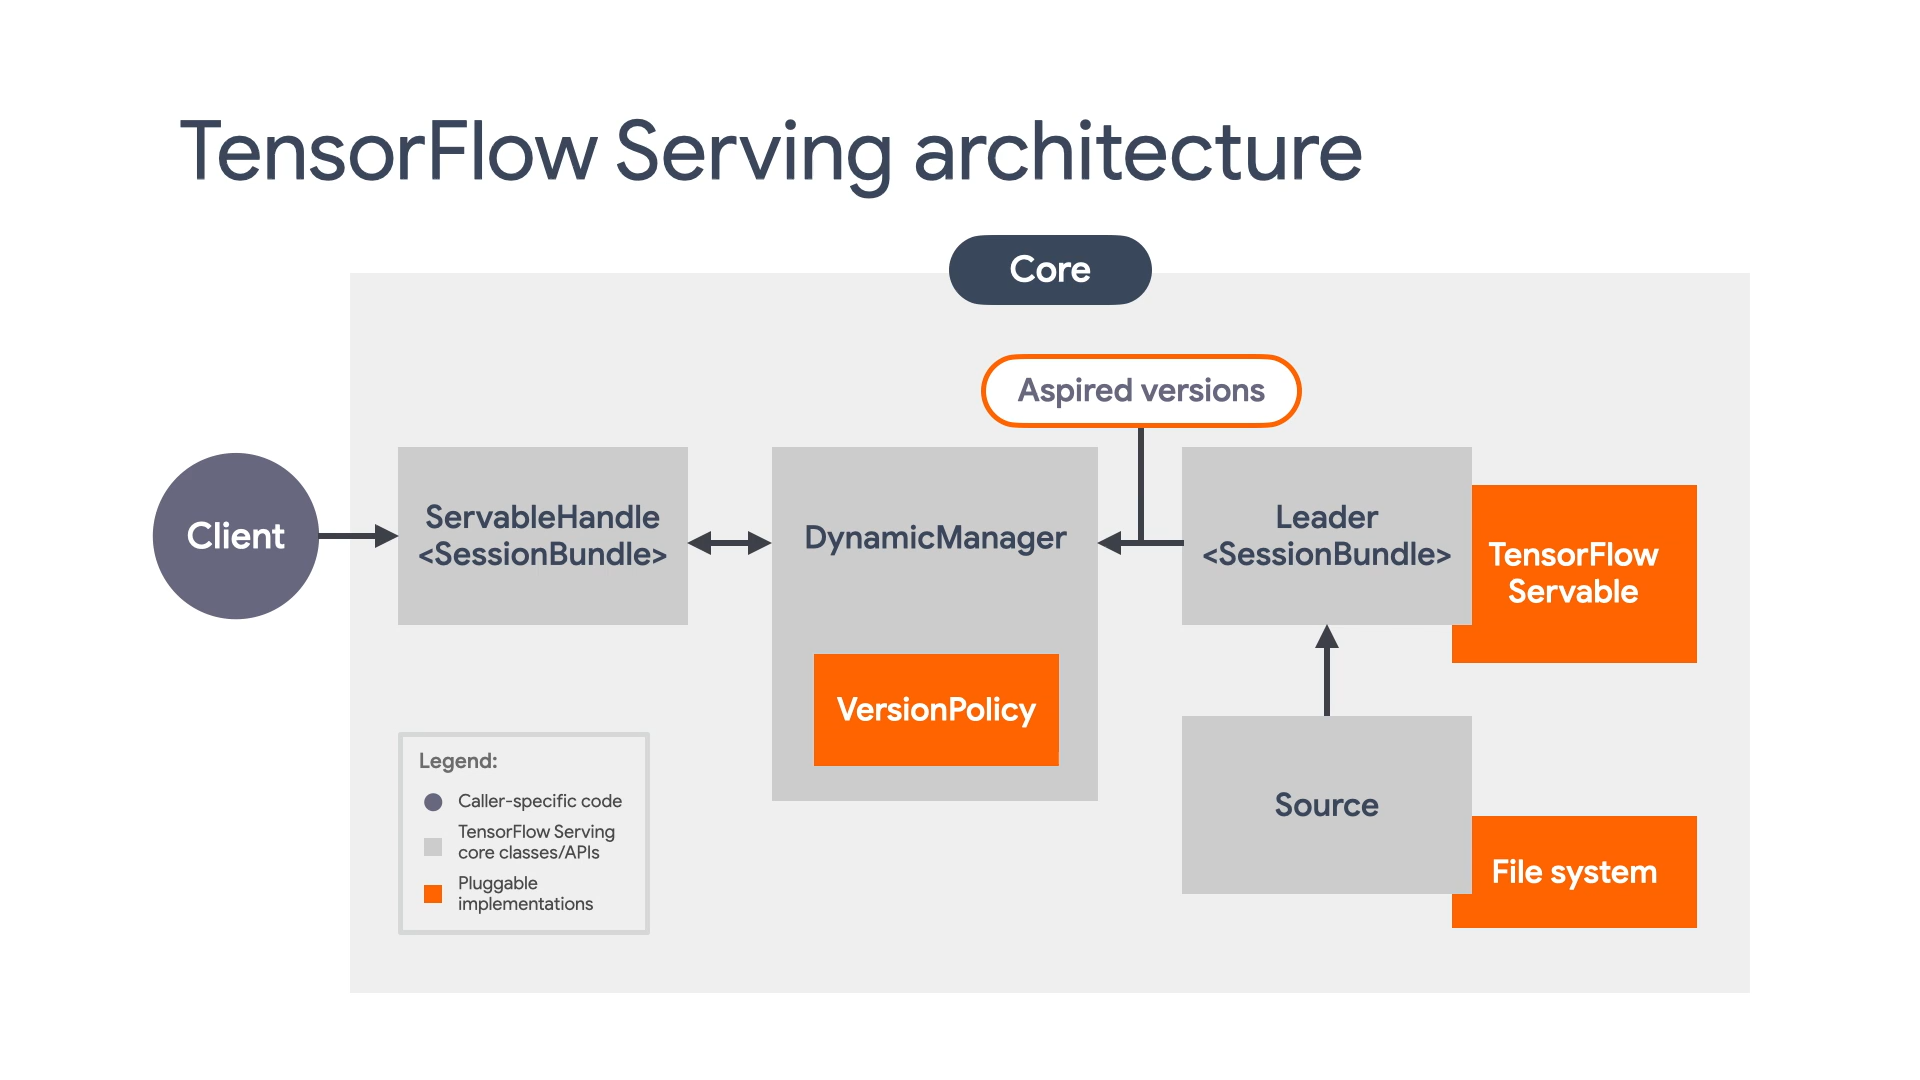 TensorFlow Serving architecture
Core
Aspired versions
Client
ServableHandle
<SessionBundle>
DynamicManager
Leader
<SessionBundle>
TensorFlow
Servable
VersionPolicy
Source
File system
Legend:
Caller-specific code
TensorFlow Serving
core classes/APIs
Pluggable
implementations